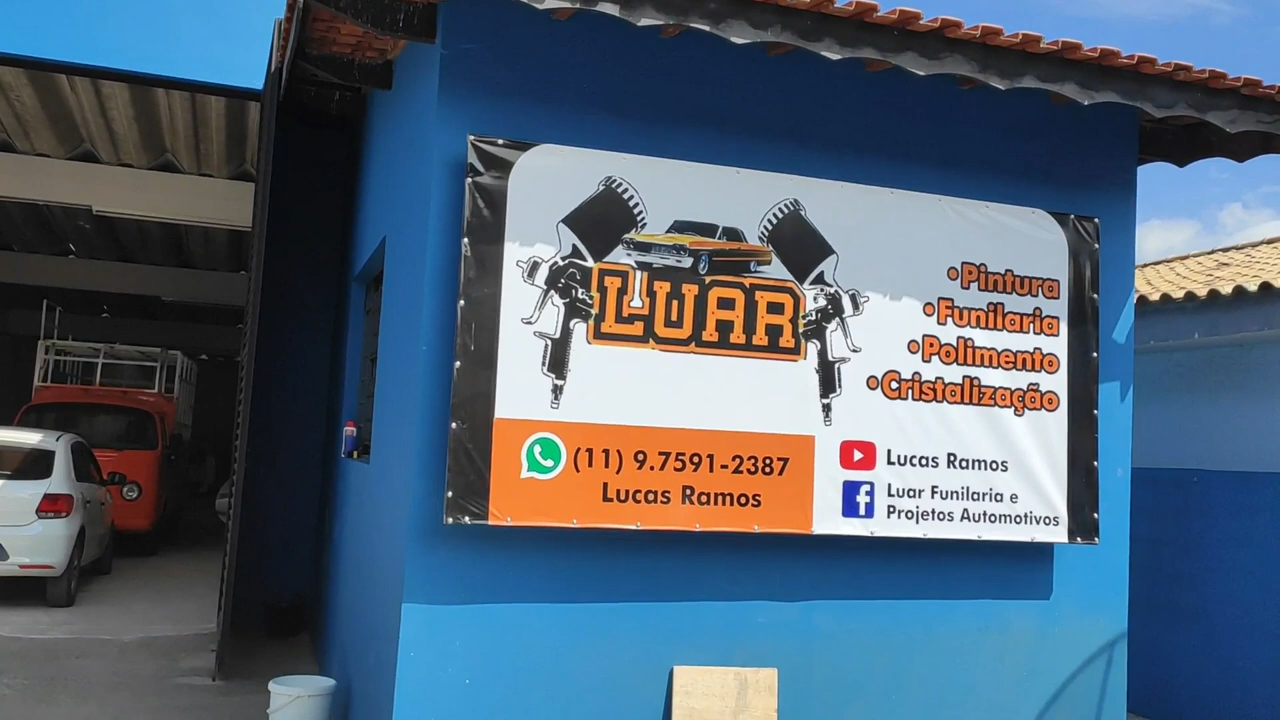 LUAR
•Pintura
•Funilaria
•Polimento
•Cristalização
(11) 9.7591-2387
Lucas Ramos
Lucas Ramos
Luar Funilaria e
Projetos Automotivos